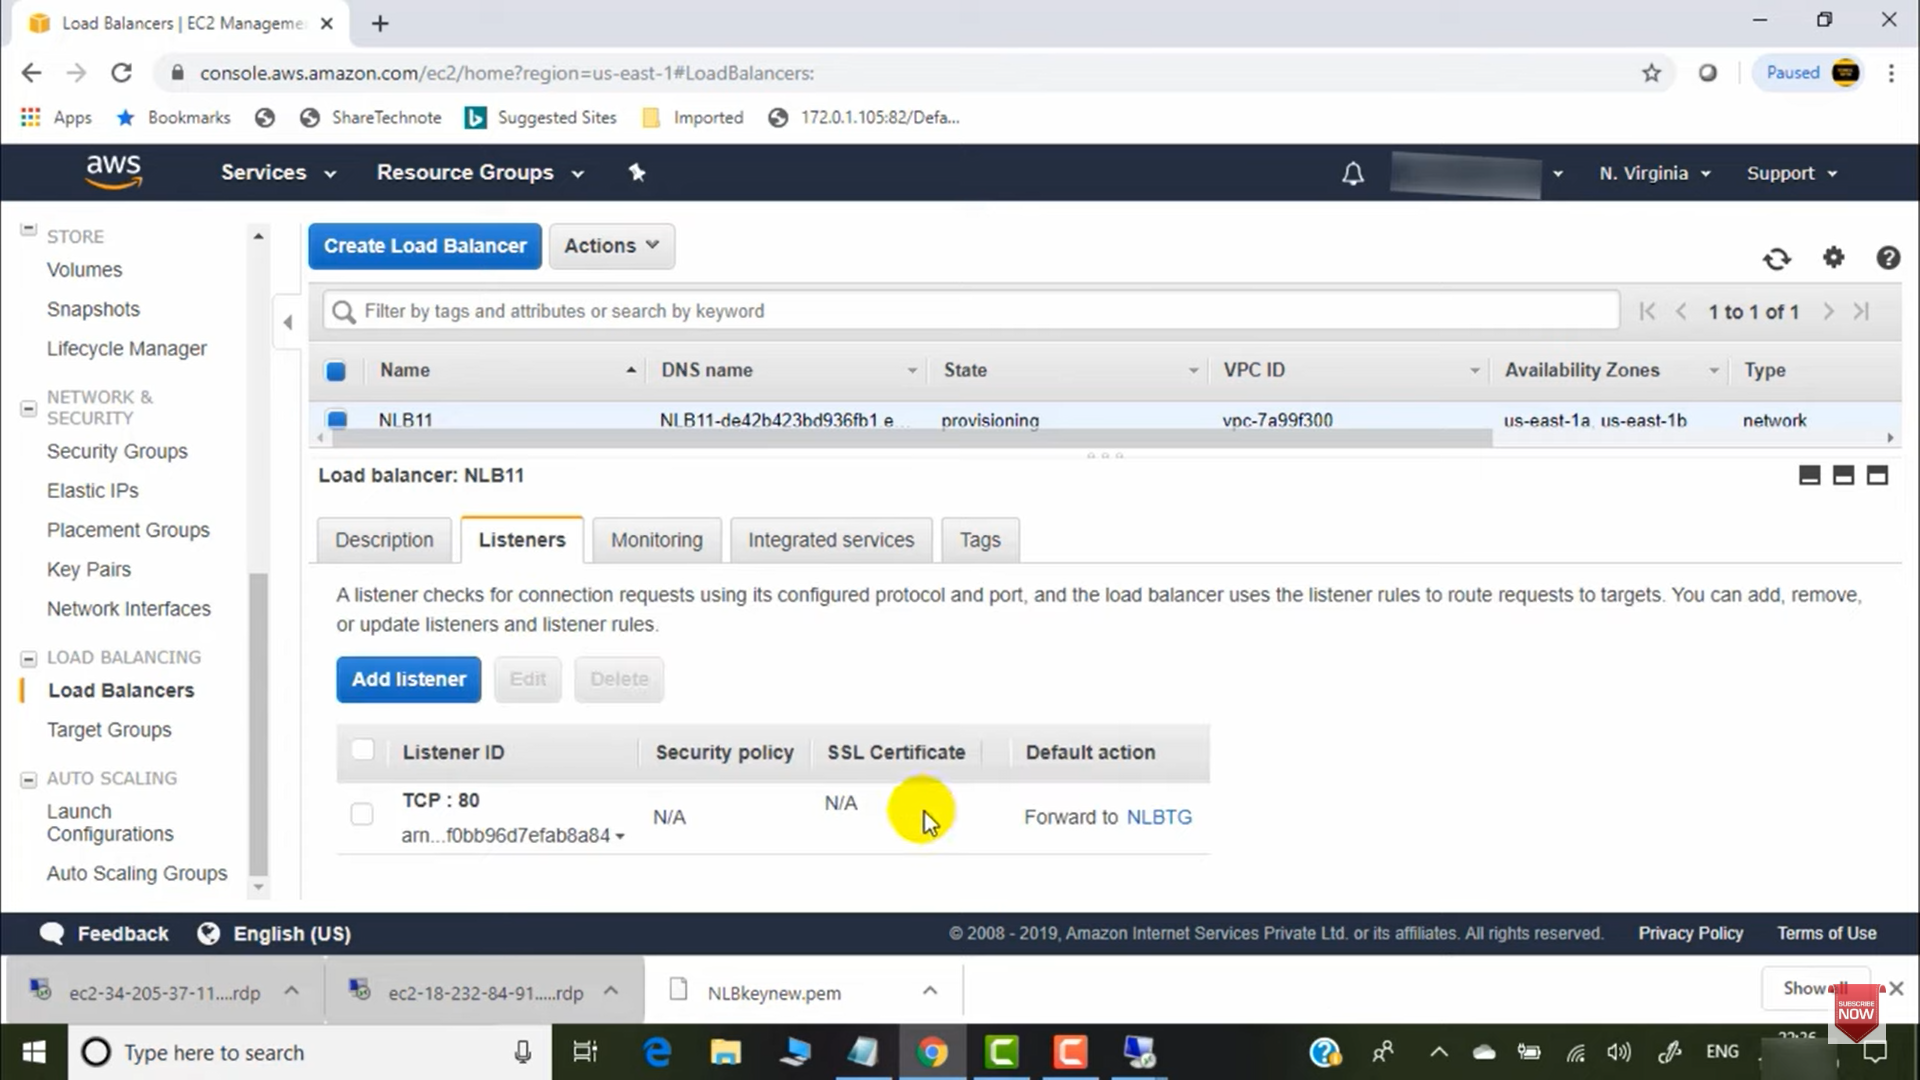 Load Balancers | EC2 Manageme
console.aws.amazon.com/ec2/home?region=us-east-1#LoadBalancers:
Paused
Apps
Bookmarks
ShareTechnote
Suggested Sites
Imported
172.0.1.105:82/Defa...
aws
Services
Resource Groups
N. Virginia
Support
STORE
Volumes
Snapshots
Lifecycle Manager
NETWORK &
SECURITY
Security Groups
Elastic IPs
Placement Groups
Key Pairs
Network Interfaces
LOAD BALANCING
Load Balancers
Target Groups
AUTO SCALING
Launch
Configurations
Auto Scaling Groups
Create Load Balancer
Actions
Filter by tags and attributes or search by keyword
1 to 1 of 1
Name
DNS name
State
VPC ID
Availability Zones
Type
NLB11
NLB11-de42b423bd936fb1 e...
provisioning
vpc-7a99f300
us-east-1a, us-east-1b
network
Load balancer: NLB11
Description
Listeners
Monitoring
Integrated services
Tags
A listener checks for connection requests using its configured protocol and port, and the load balancer uses the listener rules to route requests to targets. You can add, remove,
or update listeners and listener rules.
Add listener
Edit
Delete
Listener ID
Security policy
SSL Certificate
Default action
TCP : 80
arn...f0bb96d7efab8a84
N/A
N/A
Forward to NLBTG
Feedback
English (US)
© 2008 - 2019, Amazon Internet Services Private Ltd. or its affiliates. All rights reserved.
Privacy Policy
Terms of Use
ec2-34-205-37-11....rdp
ec2-18-232-84-91.....rdp
NLBkeynew.pem
Show
SUBSCRIBE
NOW
Type here to search
ENG